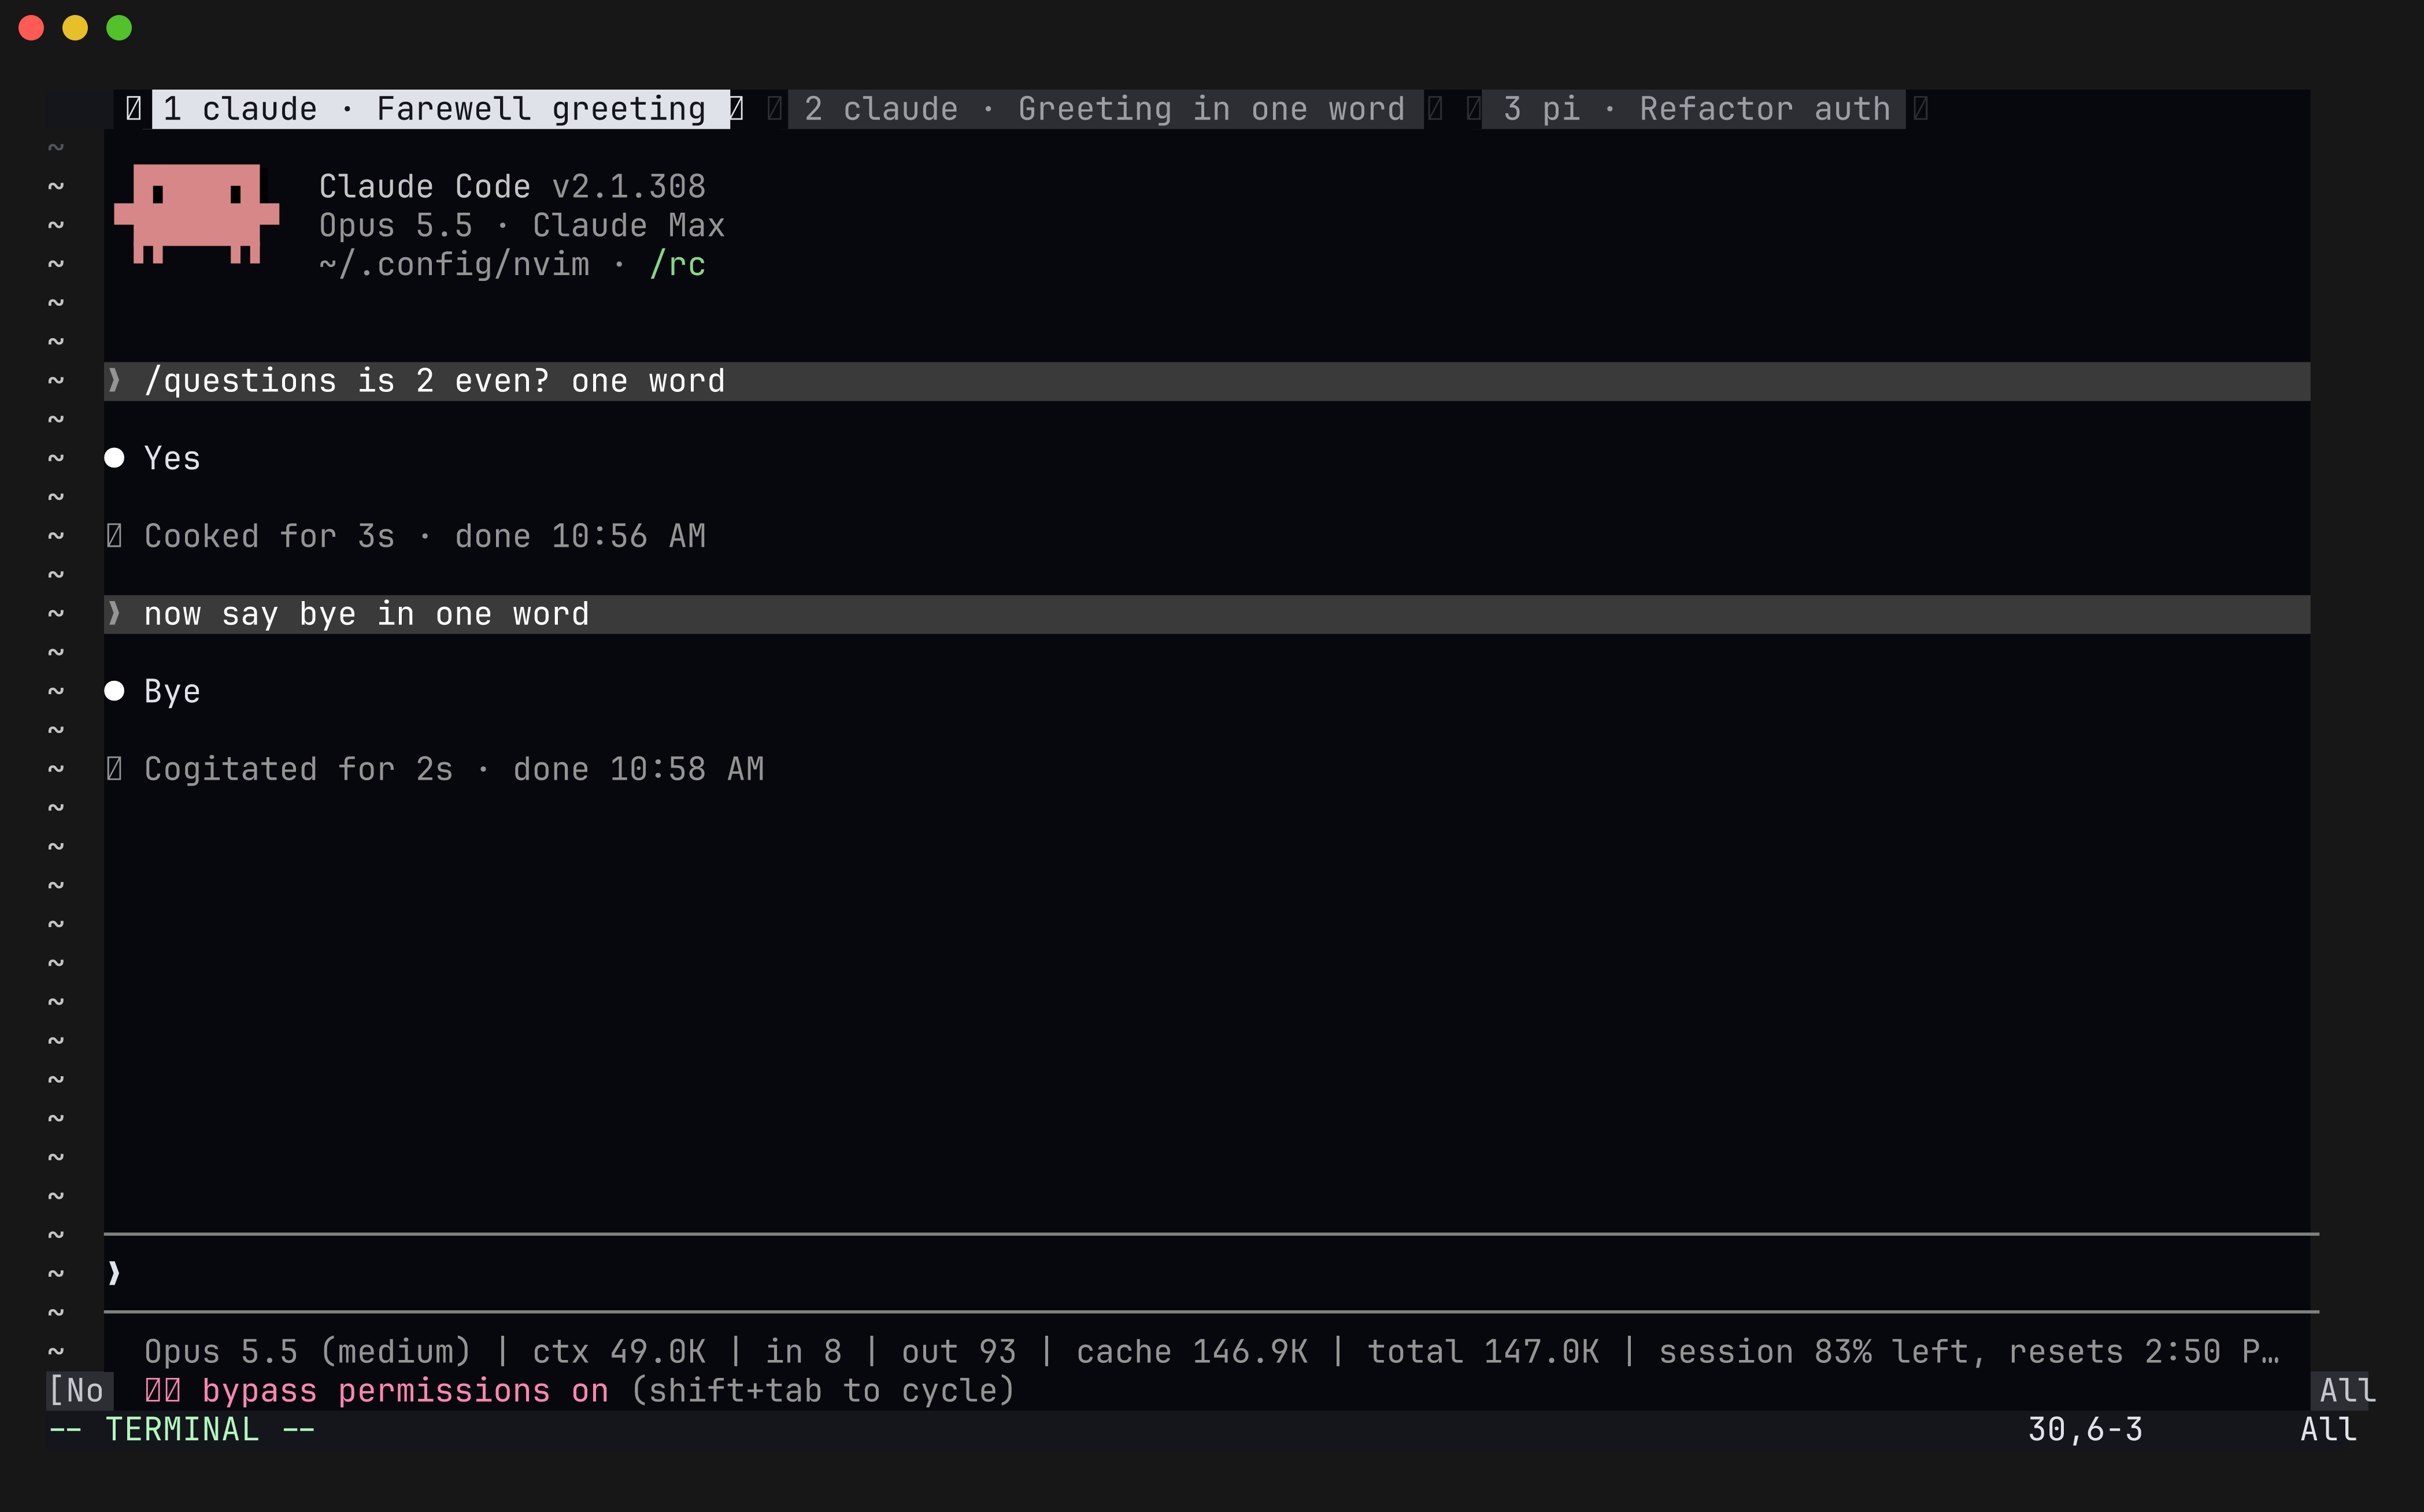 1 claude · Farewell greeting 2 claude · Greeting in one word 3 pi · Refactor auth
~
~ Claude Code v2.1.308
~ Opus 5.5 · Claude Max
~ ~/.config/nvim · /rc
~
~
~ ❯ /questions is 2 even? one word
~
~ ● Yes
~
~ Cooked for 3s · done 10:56 AM
~
~ ❯ now say bye in one word
~
~ ● Bye
~
~ Cogitated for 2s · done 10:58 AM
~
~
~
~
~
~
~
~
~
~
~
~
~ ❯
~
~ Opus 5.5 (medium) | ctx 49.0K | in 8 | out 93 | cache 146.9K | total 147.0K | session 83% left, resets 2:50 P…
[No bypass permissions on (shift+tab to cycle) All
-- TERMINAL -- 30,6-3 All